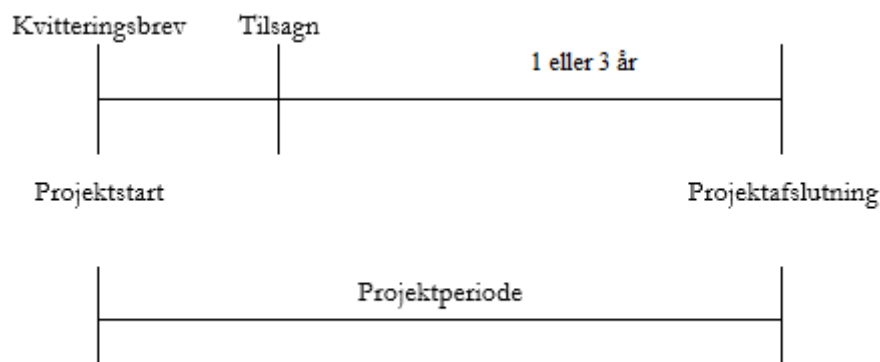 Kvitteringsbrev Tilsagn
1 eller 3 år
Projektstart Projektafslutning
Projektperiode